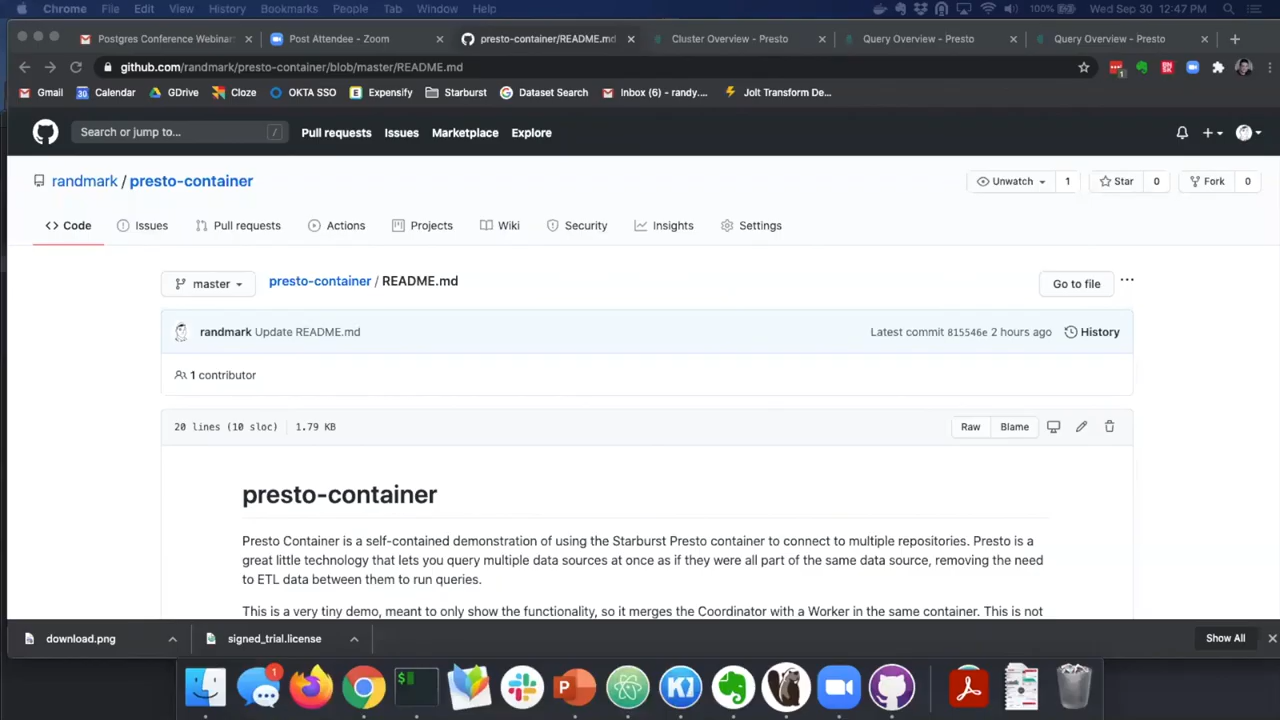 Chrome File Edit View History Bookmarks People Tab Window Help 100% Wed Sep 30 12:47 PM
Postgres Conference Webinar
Post Attendee - Zoom
presto-container/README.md
Cluster Overview - Presto
Query Overview - Presto
Query Overview - Presto
github.com/randmark/presto-container/blob/master/README.md
Gmail Calendar GDrive Cloze OKTA SSO Expensify Starburst Dataset Search Inbox (6) - randy.... Jolt Transform De...
Search or jump to... / Pull requests Issues Marketplace Explore
randmark / presto-container
Unwatch 1 Star 0 Fork 0
Code Issues Pull requests Actions Projects Wiki Security Insights Settings
master presto-container / README.md Go to file
randmark Update README.md Latest commit 815546e 2 hours ago History
1 contributor
20 lines (10 sloc) 1.79 KB Raw Blame
presto-container
Presto Container is a self-contained demonstration of using the Starburst Presto container to connect to multiple repositories. Presto is a
great little technology that lets you query multiple data sources at once as if they were all part of the same data source, removing the need
to ETL data between them to run queries.
This is a very tiny demo, meant to only show the functionality, so it merges the Coordinator with a Worker in the same container. This is not
download.png signed_trial.license Show All